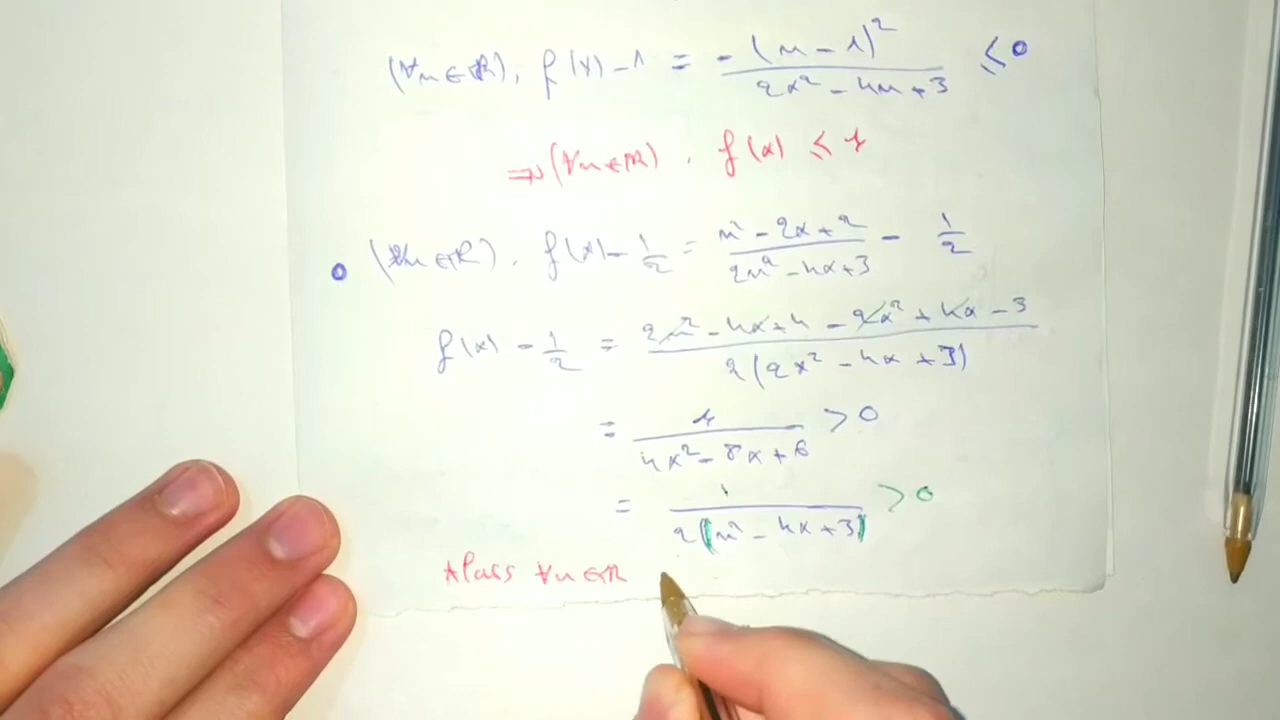 (∀x∈ℝ), f(x) - 1 = -(x - 1)² / (2x² - 4x + 3) ≤ 0
⇒ (∀x∈ℝ), f(x) ≤ 1
• (∀x∈ℝ), f(x) - 1/2 = (x² - 2x + 2) / (2x² - 4x + 3) - 1/2
f(x) - 1/2 = (2x² - 4x + 4 - 2x² + 4x - 3) / 2(2x² - 4x + 3)
= 1 / (4x² - 8x + 6) > 0
= 1 / 2(x² - 4x + 3) > 0
Alors ∀x∈ℝ